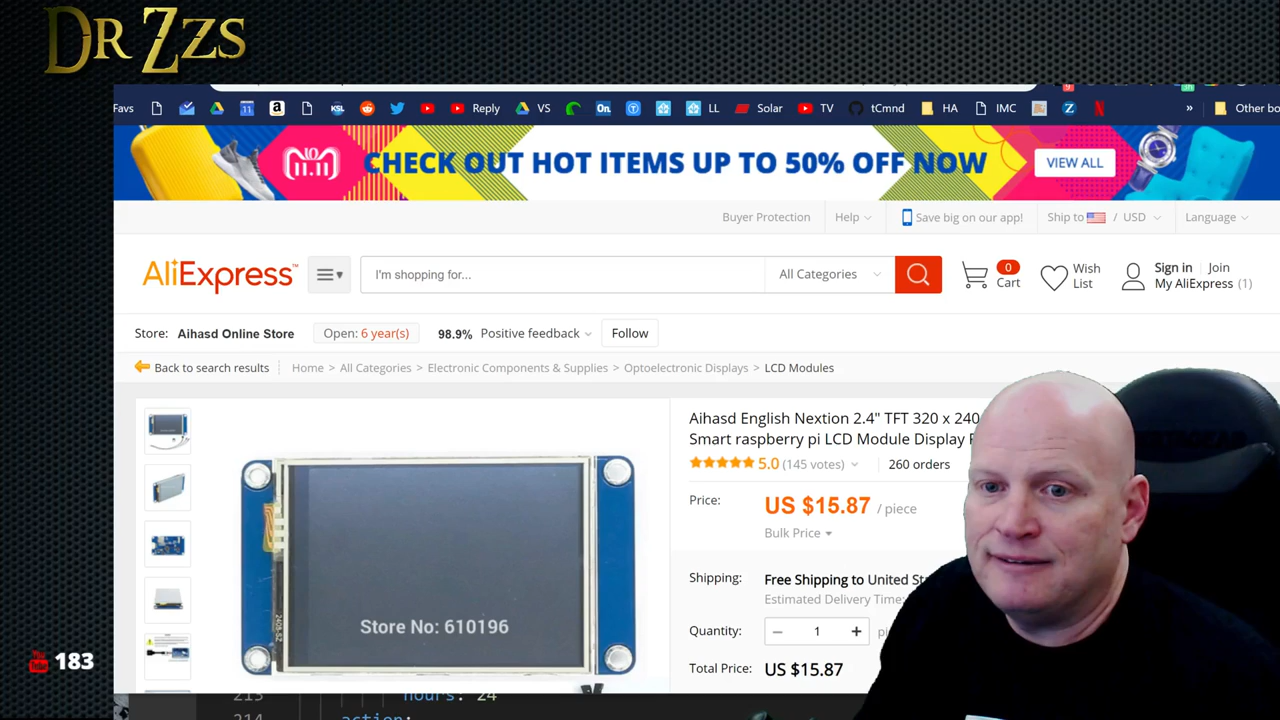 DR ZZS
Favs
KSL
Reply
VS
On.
LL
Solar
TV
tCmnd
HA
IMC
Z
N
»
Other bo
11.11
CHECK OUT HOT ITEMS UP TO 50% OFF NOW
VIEW ALL
Buyer Protection
Help
Save big on our app!
Ship to / USD
Language
AliExpress™
I'm shopping for...
All Categories
0
Cart
Wish
List
Sign in Join
My AliExpress (1)
Store: Aihasd Online Store
Open: 6 year(s)
98.9% Positive feedback
Follow
Back to search results
Home > All Categories > Electronic Components & Supplies > Optoelectronic Displays > LCD Modules
Aihasd English Nextion 2.4" TFT 320 x 240
Smart raspberry pi LCD Module Display
5.0 (145 votes)
260 orders
Price:
US $15.87 / piece
Bulk Price
Shipping:
Free Shipping to United
Estimated Delivery Time:
Quantity:
− 1 +
Total Price:
US $15.87
Store No: 610196
183
213 hours: 24
214 action: